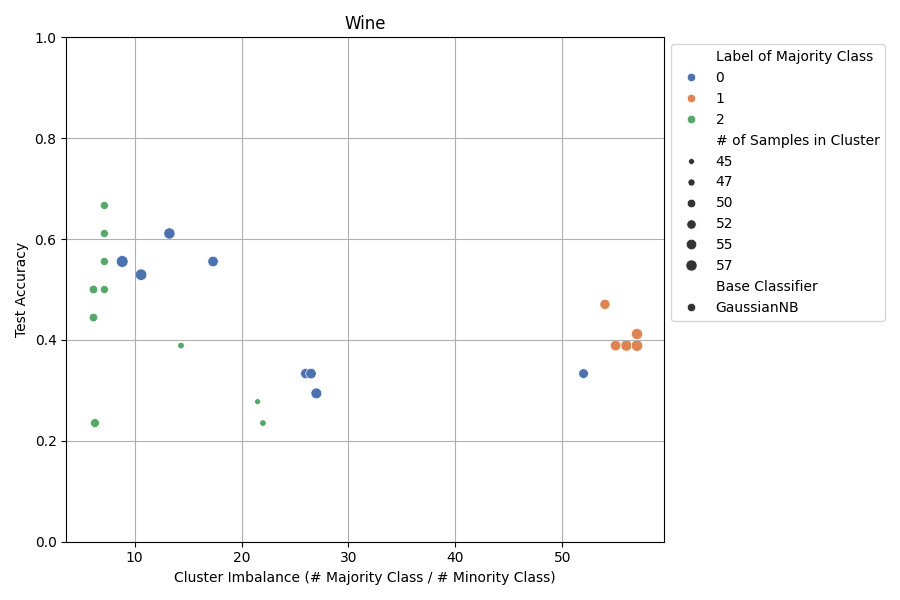 Wine
1.0
0.8
0.6
0.4
0.2
0.0
Test Accuracy
10
20
30
40
50
Cluster Imbalance (# Majority Class / # Minority Class)
Label of Majority Class
0
1
2
# of Samples in Cluster
45
47
50
52
55
57
Base Classifier
GaussianNB